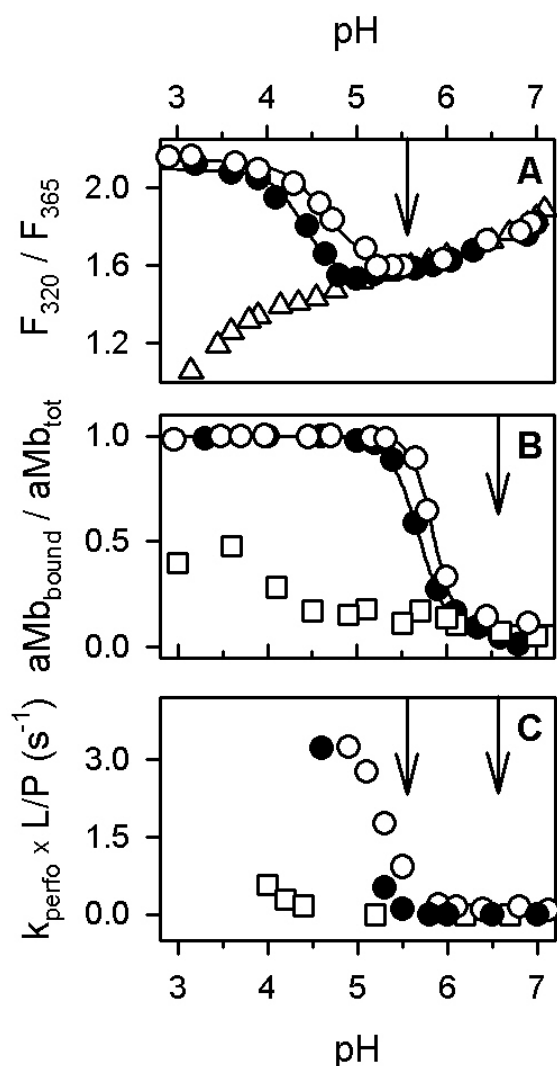 pH
3 4 5 6 7
A
2.0
1.6
1.2
F320 / F365
B
1.0
0.5
0.0
aMbbound / aMbtot
C
3.0
1.5
0.0
kperfo x L/P (s-1)
3 4 5 6 7
pH